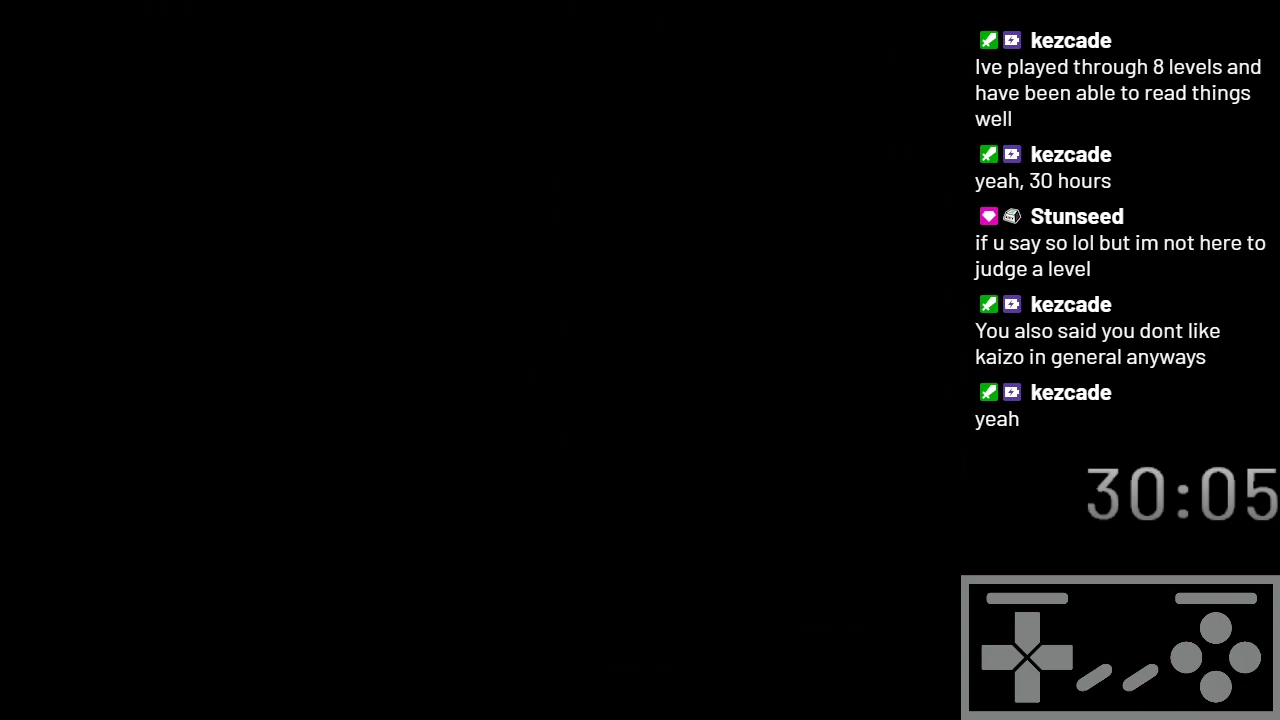 kezcade
Ive played through 8 levels and
have been able to read things
well
kezcade
yeah, 30 hours
Stunseed
if u say so lol but im not here to
judge a level
kezcade
You also said you dont like
kaizo in general anyways
kezcade
yeah
30:05